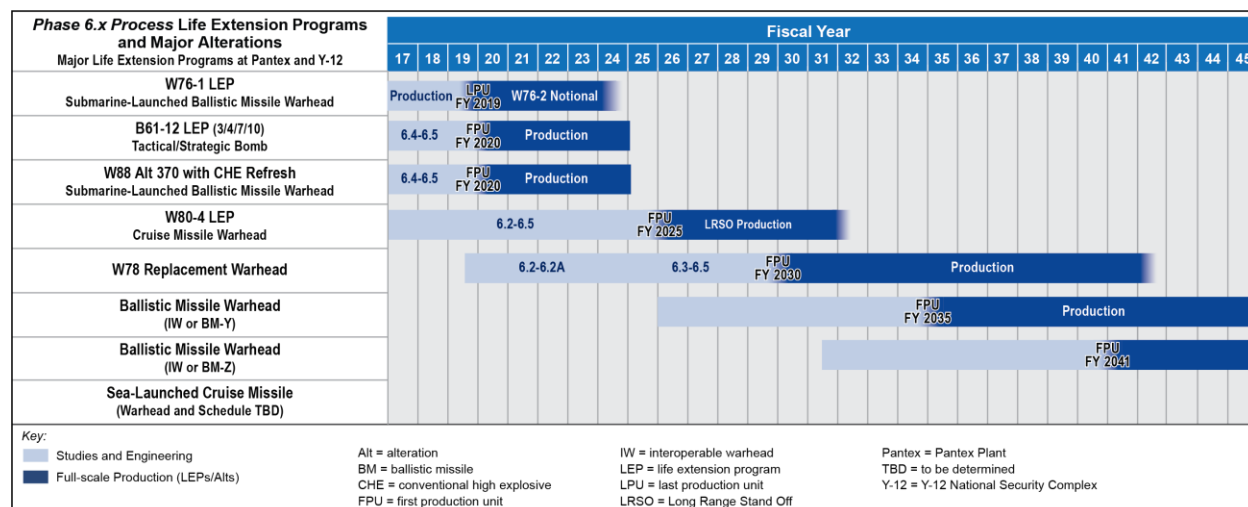 Phase 6.x Process Life Extension Programs
and Major Alterations
Major Life Extension Programs at Pantex and Y-12
Fiscal Year
17 18 19 20 21 22 23 24 25 26 27 28 29 30 31 32 33 34 35 36 37 38 39 40 41 42 43 44 45
W76-1 LEP
Submarine-Launched Ballistic Missile Warhead
Production
LPU
FY 2019
W76-2 Notional
B61-12 LEP (3/4/7/10)
Tactical/Strategic Bomb
6.4-6.5
FPU
FY 2020
Production
W88 Alt 370 with CHE Refresh
Submarine-Launched Ballistic Missile Warhead
6.4-6.5
FPU
FY 2020
Production
W80-4 LEP
Cruise Missile Warhead
6.2-6.5
FPU
FY 2025
LRSO Production
W78 Replacement Warhead
6.2-6.2A
6.3-6.5
FPU
FY 2030
Production
Ballistic Missile Warhead
(IW or BM-Y)
FPU
FY 2035
Production
Ballistic Missile Warhead
(IW or BM-Z)
FPU
FY 2041
Sea-Launched Cruise Missile
(Warhead and Schedule TBD)
Key:
Studies and Engineering
Full-scale Production (LEPs/Alts)
Alt = alteration
BM = ballistic missile
CHE = conventional high explosive
FPU = first production unit
IW = interoperable warhead
LEP = life extension program
LPU = last production unit
LRSO = Long Range Stand Off
Pantex = Pantex Plant
TBD = to be determined
Y-12 = Y-12 National Security Complex